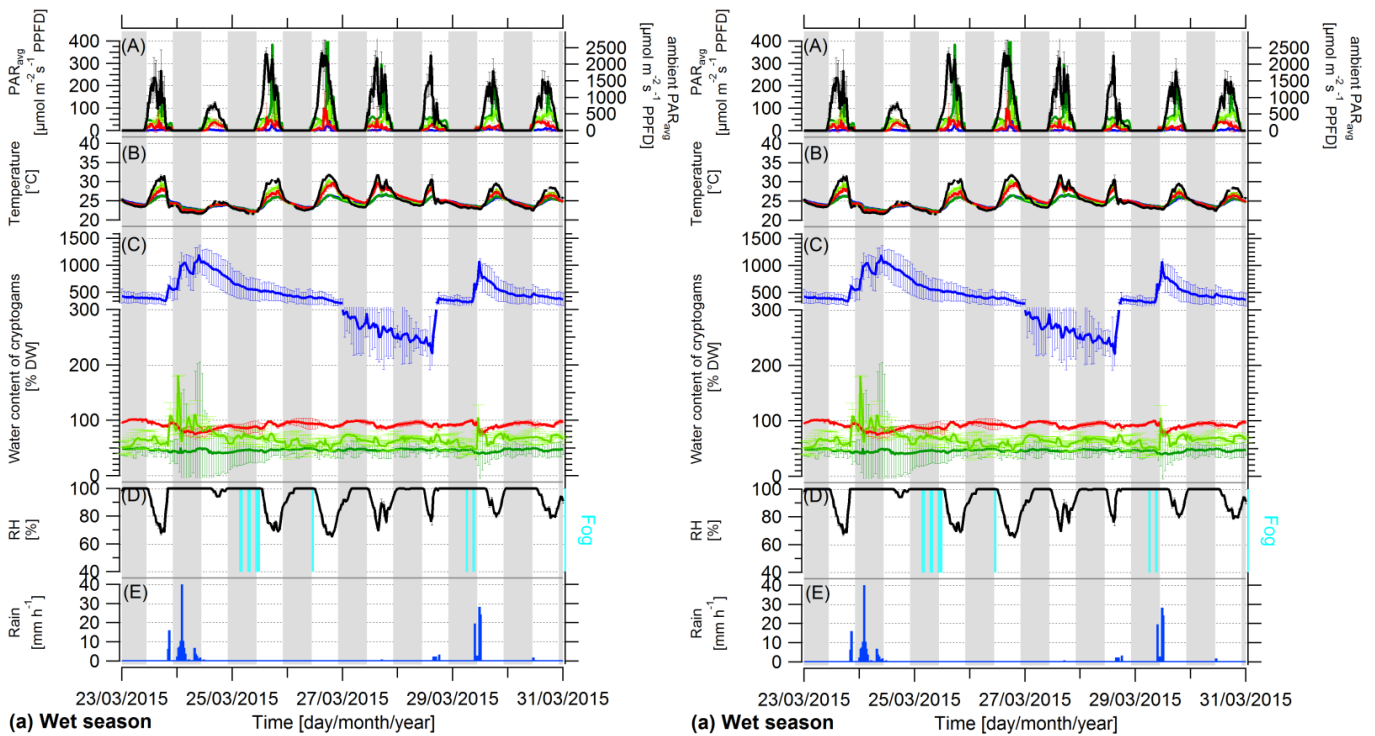 (A)
PARavg
[µmol m⁻² s⁻¹ PPFD]
400
300
200
100
0
2500
2000
1500
1000
500
0
ambient PARavg
[µmol m⁻² s⁻¹ PPFD]
(B)
Temperature
[°C]
40
35
30
25
20
(C)
Water content of cryptogams
[% DW]
1500
1000
500
300
200
100
0
(D)
RH
[%]
100
80
60
40
Fog
(E)
Rain
[mm h⁻¹]
40
30
20
10
0
23/03/2015 25/03/2015 27/03/2015 29/03/2015 31/03/2015
(a) Wet season Time [day/month/year]
(A)
PARavg
[µmol m⁻² s⁻¹ PPFD]
400
300
200
100
0
2500
2000
1500
1000
500
0
ambient PARavg
[µmol m⁻² s⁻¹ PPFD]
(B)
Temperature
[°C]
40
35
30
25
20
(C)
Water content of cryptogams
[% DW]
1500
1000
500
300
200
100
0
(D)
RH
[%]
100
80
60
40
Fog
(E)
Rain
[mm h⁻¹]
40
30
20
10
0
23/03/2015 25/03/2015 27/03/2015 29/03/2015 31/03/2015
(a) Wet season Time [day/month/year]